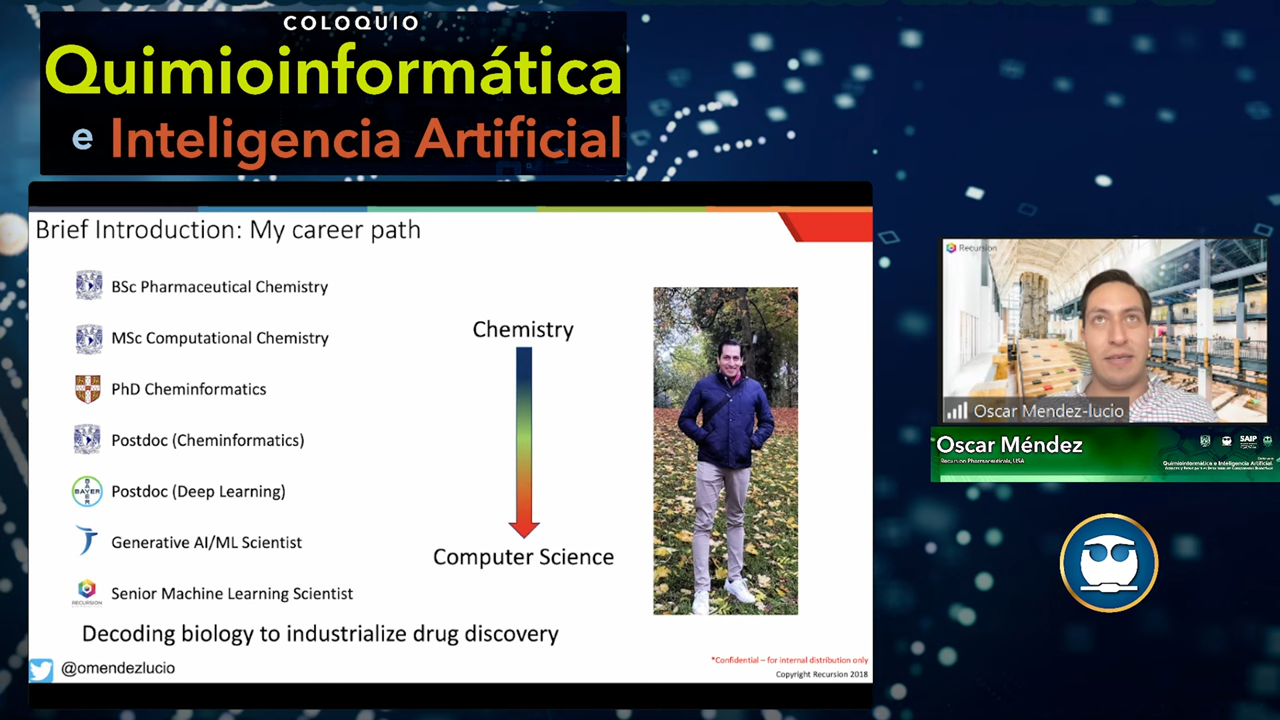 COLOQUIO
Quimioinformática
e Inteligencia Artificial
Brief Introduction: My career path
BSc Pharmaceutical Chemistry
MSc Computational Chemistry
PhD Cheminformatics
Postdoc (Cheminformatics)
BAYER
BAYER
Postdoc (Deep Learning)
Generative AI/ML Scientist
RECURSION
Senior Machine Learning Scientist
Chemistry
Computer Science
Decoding biology to industrialize drug discovery
@omendezlucio
*Confidential – for internal distribution only
Copyright Recursion 2018
Recursion
Oscar Mendez-lucio
Oscar Méndez
Recursion Pharmaceuticals, USA
SAIP
Quimioinformática e Inteligencia Artificial